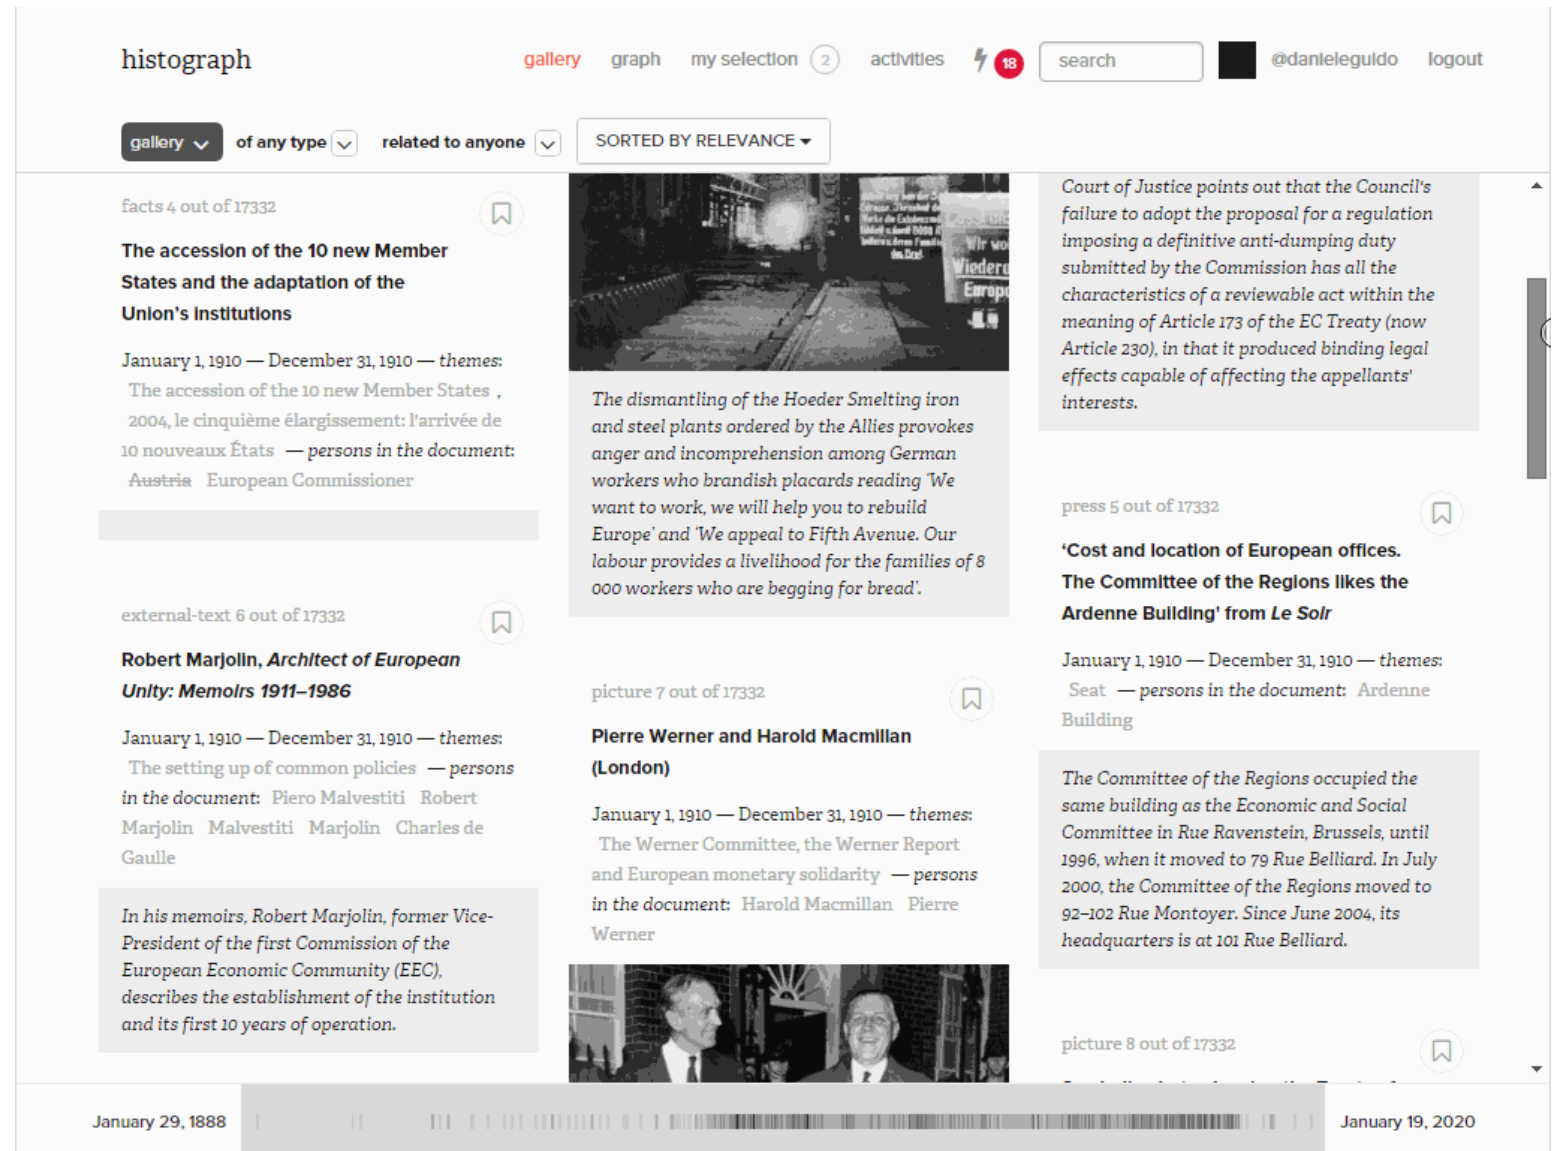 histograph
gallery graph my selection 2 activities 18 search @danieleguido logout
gallery of any type related to anyone SORTED BY RELEVANCE
facts 4 out of 17332
The accession of the 10 new Member
States and the adaptation of the
Union's institutions
January 1, 1910 — December 31, 1910 — themes:
The accession of the 10 new Member States ,
2004, le cinquième élargissement: l'arrivée de
10 nouveaux États — persons in the document:
Austria European Commissioner
external-text 6 out of 17332
Robert Marjolin, Architect of European
Unity: Memoirs 1911–1986
January 1, 1910 — December 31, 1910 — themes:
The setting up of common policies — persons
in the document: Piero Malvestiti Robert
Marjolin Malvestiti Marjolin Charles de
Gaulle
In his memoirs, Robert Marjolin, former Vice-
President of the first Commission of the
European Economic Community (EEC),
describes the establishment of the institution
and its first 10 years of operation.
Wir wo
Wieder
Europ
The dismantling of the Hoeder Smelting iron
and steel plants ordered by the Allies provokes
anger and incomprehension among German
workers who brandish placards reading 'We
want to work, we will help you to rebuild
Europe' and 'We appeal to Fifth Avenue. Our
labour provides a livelihood for the families of 8
000 workers who are begging for bread'.
picture 7 out of 17332
Pierre Werner and Harold Macmillan
(London)
January 1, 1910 — December 31, 1910 — themes:
The Werner Committee, the Werner Report
and European monetary solidarity — persons
in the document: Harold Macmillan Pierre
Werner
Court of Justice points out that the Council's
failure to adopt the proposal for a regulation
imposing a definitive anti-dumping duty
submitted by the Commission has all the
characteristics of a reviewable act within the
meaning of Article 173 of the EC Treaty (now
Article 230), in that it produced binding legal
effects capable of affecting the appellants'
interests.
press 5 out of 17332
'Cost and location of European offices.
The Committee of the Regions likes the
Ardenne Building' from Le Soir
January 1, 1910 — December 31, 1910 — themes:
Seat — persons in the document: Ardenne
Building
The Committee of the Regions occupied the
same building as the Economic and Social
Committee in Rue Ravenstein, Brussels, until
1996, when it moved to 79 Rue Belliard. In July
2000, the Committee of the Regions moved to
92–102 Rue Montoyer. Since June 2004, its
headquarters is at 101 Rue Belliard.
picture 8 out of 17332
January 29, 1888 January 19, 2020